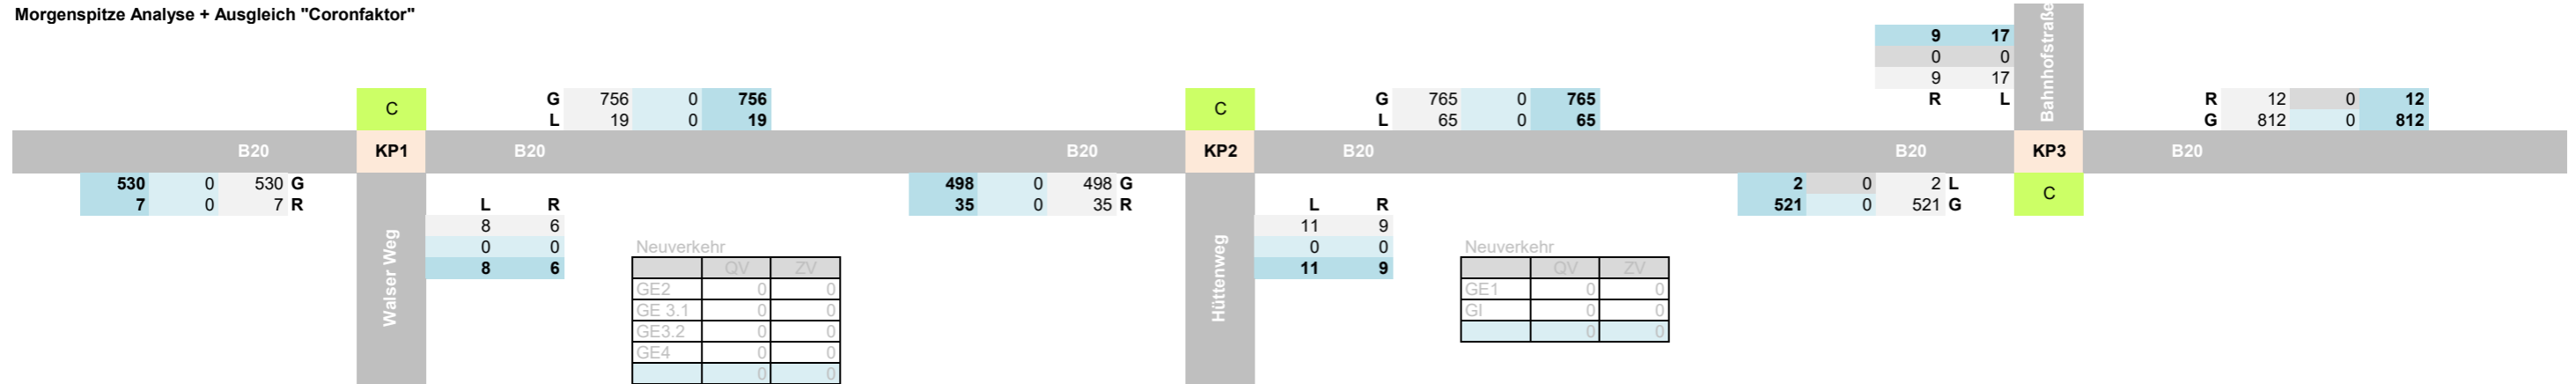 Morgenspitze Analyse + Ausgleich "Coronfaktor"
9 17
0 0
9 17
R L
Bahnhofstraße
C
G 756 0 756
L 19 0 19
C
G 765 0 765
L 65 0 65
R 12 0 12
G 812 0 812
B20 KP1 B20 B20 KP2 B20 B20 KP3 B20
530 0 530 G
7 0 7 R
498 0 498 G
35 0 35 R
2 0 2 L
521 0 521 G
C
Walser Weg
L R
8 6
0 0
8 6
Neuverkehr
QV ZV
GE2 0 0
GE 3.1 0 0
GE3.2 0 0
GE4 0 0
0 0
Hüttenweg
L R
11 9
0 0
11 9
Neuverkehr
QV ZV
GE1 0 0
GI 0 0
0 0